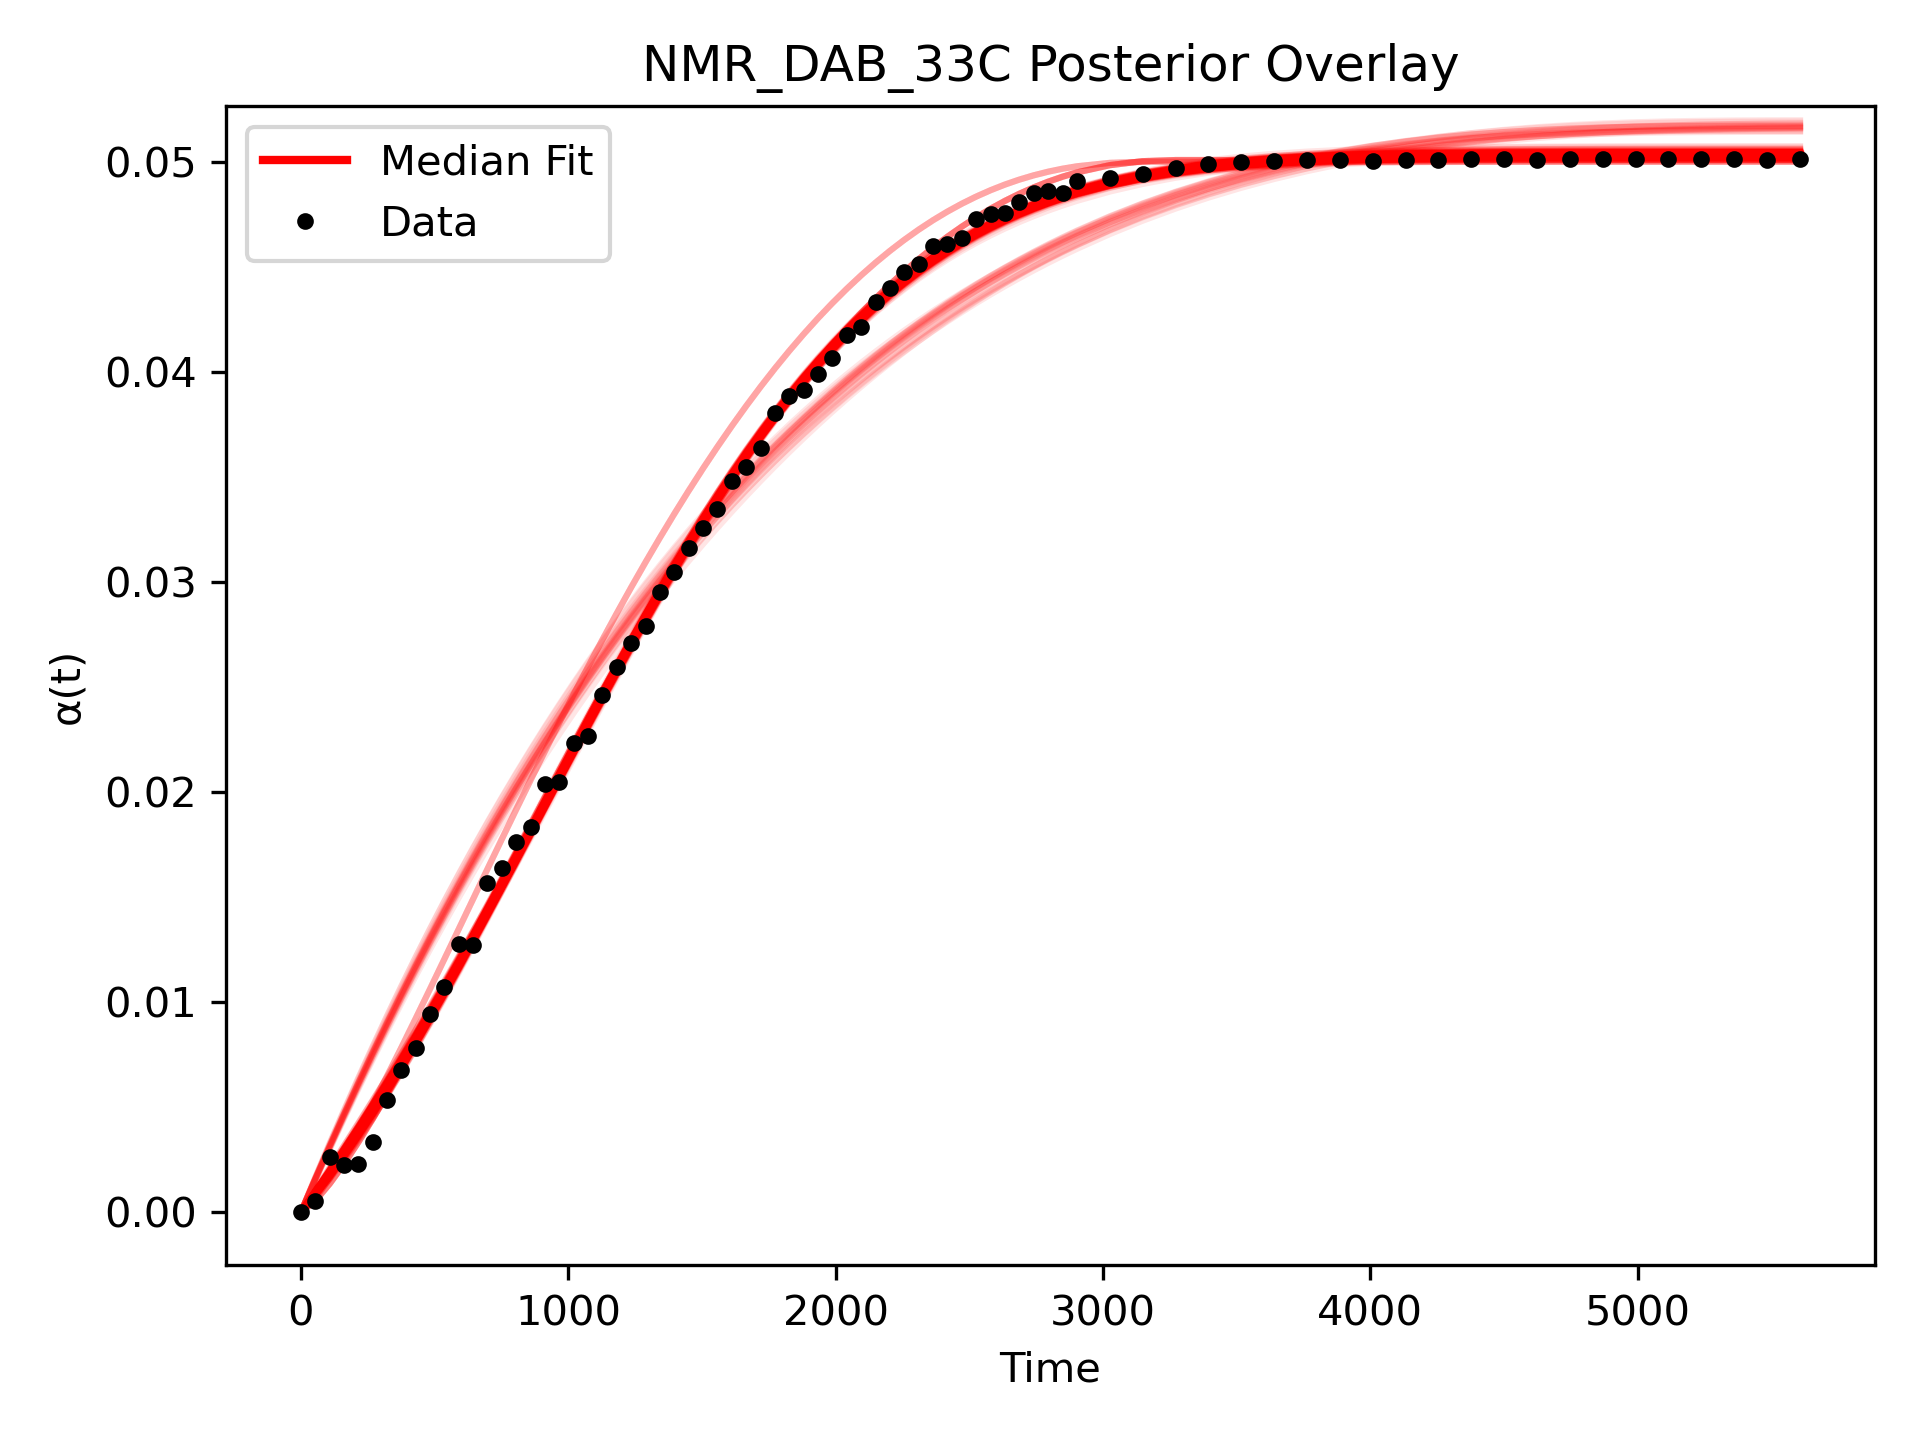 NMR_DAB_33C Posterior Overlay
Median Fit
Data
0.05
0.04
0.03
0.02
0.01
0.00
α(t)
0 1000 2000 3000 4000 5000
Time